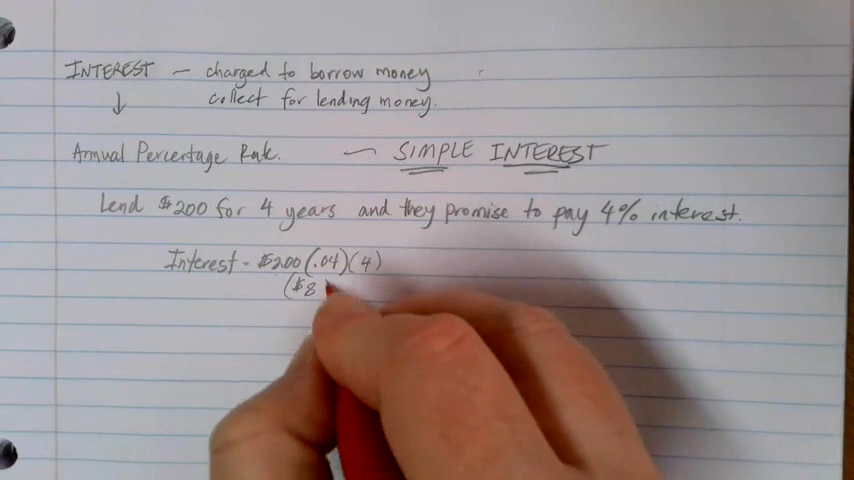 INTEREST - charged to borrow money
collect for lending money.
Annual Percentage Rate. - SIMPLE INTEREST
Lend $200 for 4 years and they promise to pay 4% interest.
Interest = $200(.04)(4)
($8